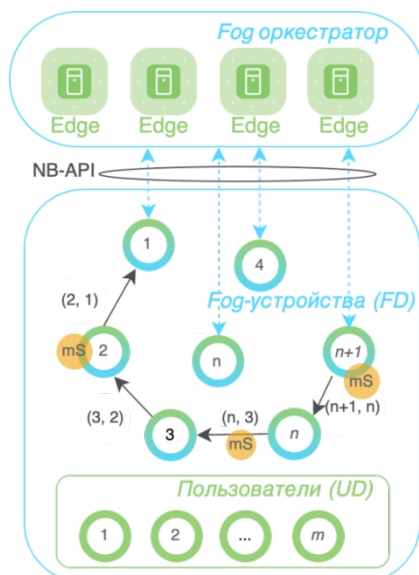 Fog оркестратор
Edge Edge Edge Edge
NB-API
1
4
(2, 1)
Fog-устройства (FD)
mS 2
n
n+1
mS
(3, 2)
(n, 3)
(n+1, n)
3
mS
n
Пользователи (UD)
1 2 ... m